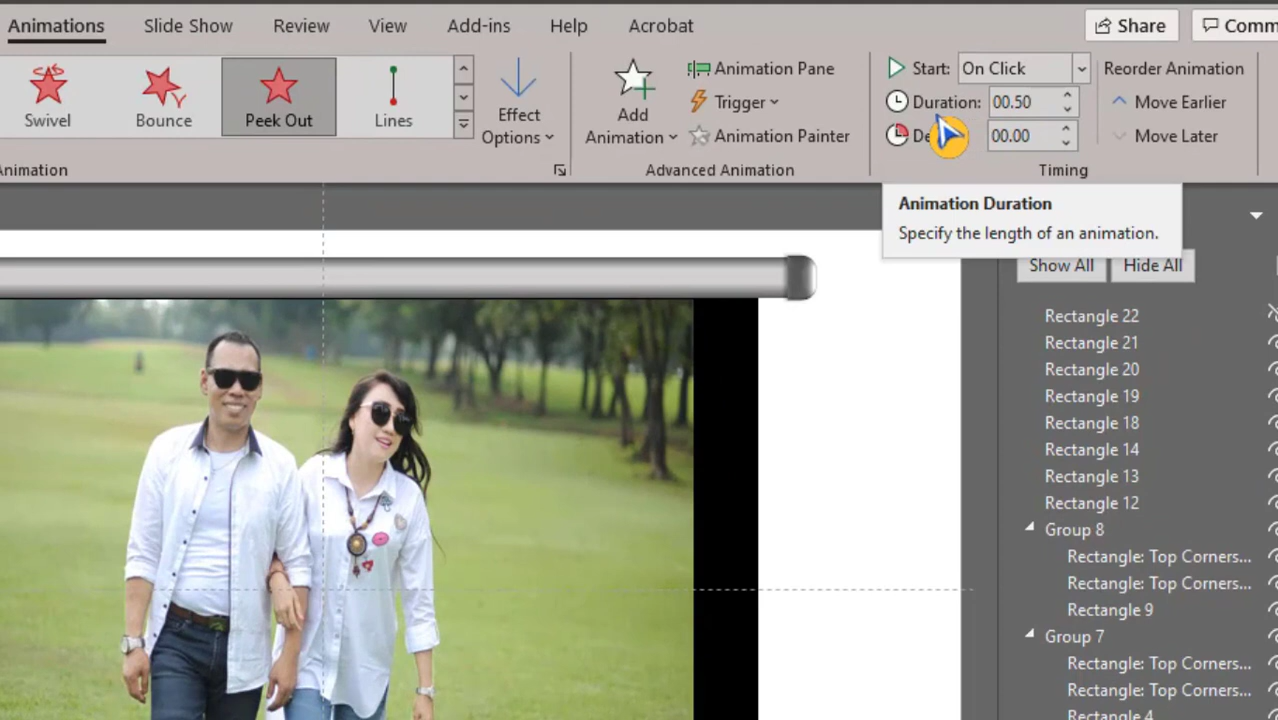 Animations Slide Show Review View Add-ins Help Acrobat Share Comm
Swivel Bounce Peek Out Lines
Effect Options
Add Animation
Animation Pane
Trigger
Animation Painter
Start: On Click
Duration: 00.50
De 00.00
Reorder Animation
Move Earlier
Move Later
nimation Advanced Animation Timing
Animation Duration
Specify the length of an animation.
Show All Hide All
Rectangle 22
Rectangle 21
Rectangle 20
Rectangle 19
Rectangle 18
Rectangle 14
Rectangle 13
Rectangle 12
Group 8
Rectangle: Top Corners...
Rectangle: Top Corners...
Rectangle 9
Group 7
Rectangle: Top Corners...
Rectangle: Top Corners...
Rectangle 4